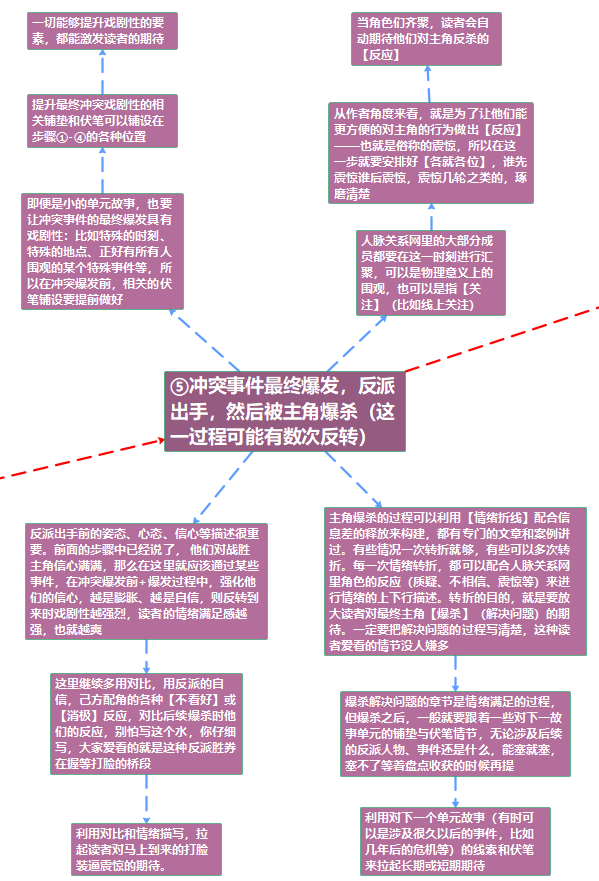 一切能够提升戏剧性的要
素，都能激发读者的期待
当角色们齐聚，读者会自
动期待他们对主角反杀的
【反应】
提升最终冲突戏剧性的相
关铺垫和伏笔可以铺设在
步骤①-④的各种位置
从作者角度来看，就是为了让他们能
更方便的对主角的行为做出【反应】
——也就是俗称的震惊，所以在这
一步就要安排好【各就各位】，谁先
震惊谁后震惊，震惊几轮之类的，琢
磨清楚
即便是小的单元故事，也要
让冲突事件的最终爆发具有
戏剧性：比如特殊的时刻、
特殊的地点、正好有所有人
围观的某个特殊事件等，所
以在冲突爆发前，相关的伏
笔铺设要提前做好
人脉关系网里的大部分成
员都要在这一时刻进行汇
聚，可以是物理意义上的
围观，也可以是指【关
注】（比如线上关注）
⑤冲突事件最终爆发，反派
出手，然后被主角爆杀（这
一过程可能有数次反转）
反派出手前的姿态、心态、信心等描述很重
要。前面的步骤中已经说了，他们对战胜
主角信心满满，那么在这里就应该通过某些
事件，在冲突爆发前+爆发过程中，强化他
们的信心，越是膨胀、越是自信，则反转到
来时戏剧性越强烈，读者的情绪满足感越
强，也就越爽
主角爆杀的过程可以利用【情绪折线】配合信
息差的释放来构建，都有专门的文章和案例讲
过。有些情况一次转折就够，有些可以多次转
折。每一次情绪转折，都可以配合人脉关系网
里角色的反应（质疑、不相信、震惊等）来进
行情绪的上下行描述。转折的目的，就是要放
大读者对最终主角【爆杀】（解决问题）的期
待。一定要把解决问题的过程写清楚，这种读
者爱看的情节没人嫌多
这里继续多用对比，用反派的自
信，己方配角的各种【不看好】或
【消极】反应，对比后续爆杀时他
们的反应，别怕写这个水，你仔细
写，大家爱看的就是这种反派胜券
在握等打脸的桥段
爆杀解决问题的章节是情绪满足的过程，
但爆杀之后，一般就要跟着一些对下一故
事单元的铺垫与伏笔情节，无论涉及后续
的反派人物、事件还是什么，能塞就塞，
塞不了等着盘点收获的时候再提
利用对比和情绪描写，拉
起读者对马上到来的打脸
装逼震惊的期待。
利用对下一个单元故事（有时可
以是涉及很久以后的事件，比如
几年后的危机等）的线索和伏笔
来拉起长期或短期期待